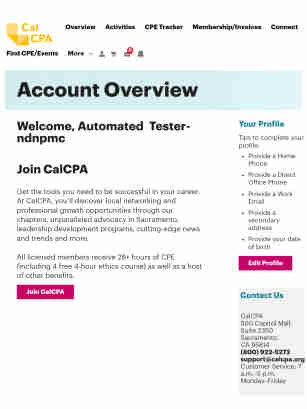 Cal
CPA
Overview Activities CPE Tracker Membership/Invoices Connect
Find CPE/Events More
Account Overview
Welcome, Automated Tester-
ndnpmc
Join CalCPA
Get the tools you need to be successful in your career.
At CalCPA, you'll discover local networking and
professional growth opportunities through our
chapters, unparalleled advocacy in Sacramento,
leadership development programs, cutting-edge news
and trends and more.
All licensed members receive 28+ hours of CPE
(including 4 free 4-hour ethics course) as well as a host
of other benefits.
Join CalCPA
Your Profile
Tips to complete your
profile:
Provide a Home
Phone
Provide a Direct
Office Phone
Provide a Work
Email
Provide a
secondary
address
Provide your date
of birth
Edit Profile
Contact Us
CalCPA
500 Capitol Mall,
Suite 2350
Sacramento,
CA 95814
(800) 922-5272
support@calcpa.org
Customer Service: 7
a.m.-5 p.m.
Monday-Friday